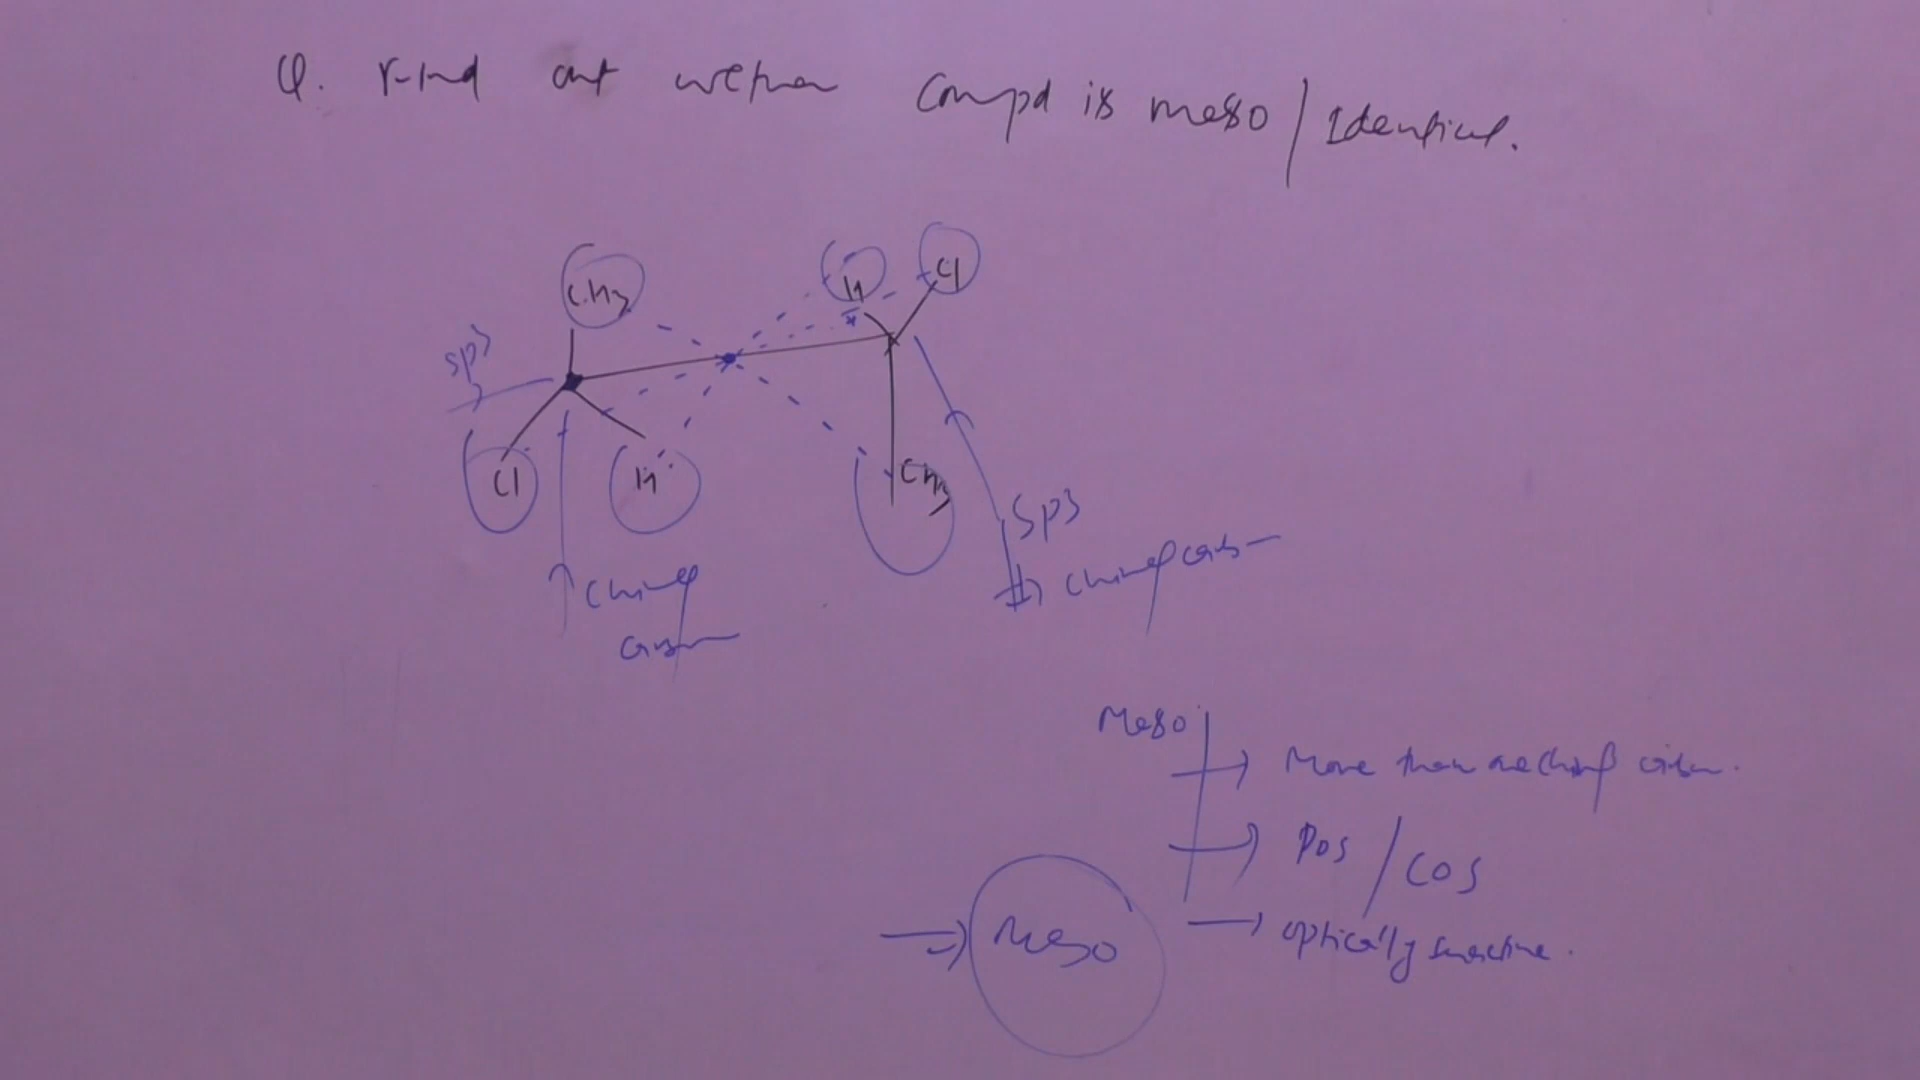 Q. Find out wether Compd is meso / Identical.
CH3 H Cl
sp3
Cl H CH3
sp3
chiral carbon
chiral
carbon
Meso
→ More than one chiral carbon.
→ POS / COS
→ optically inactive.
⇒ Meso